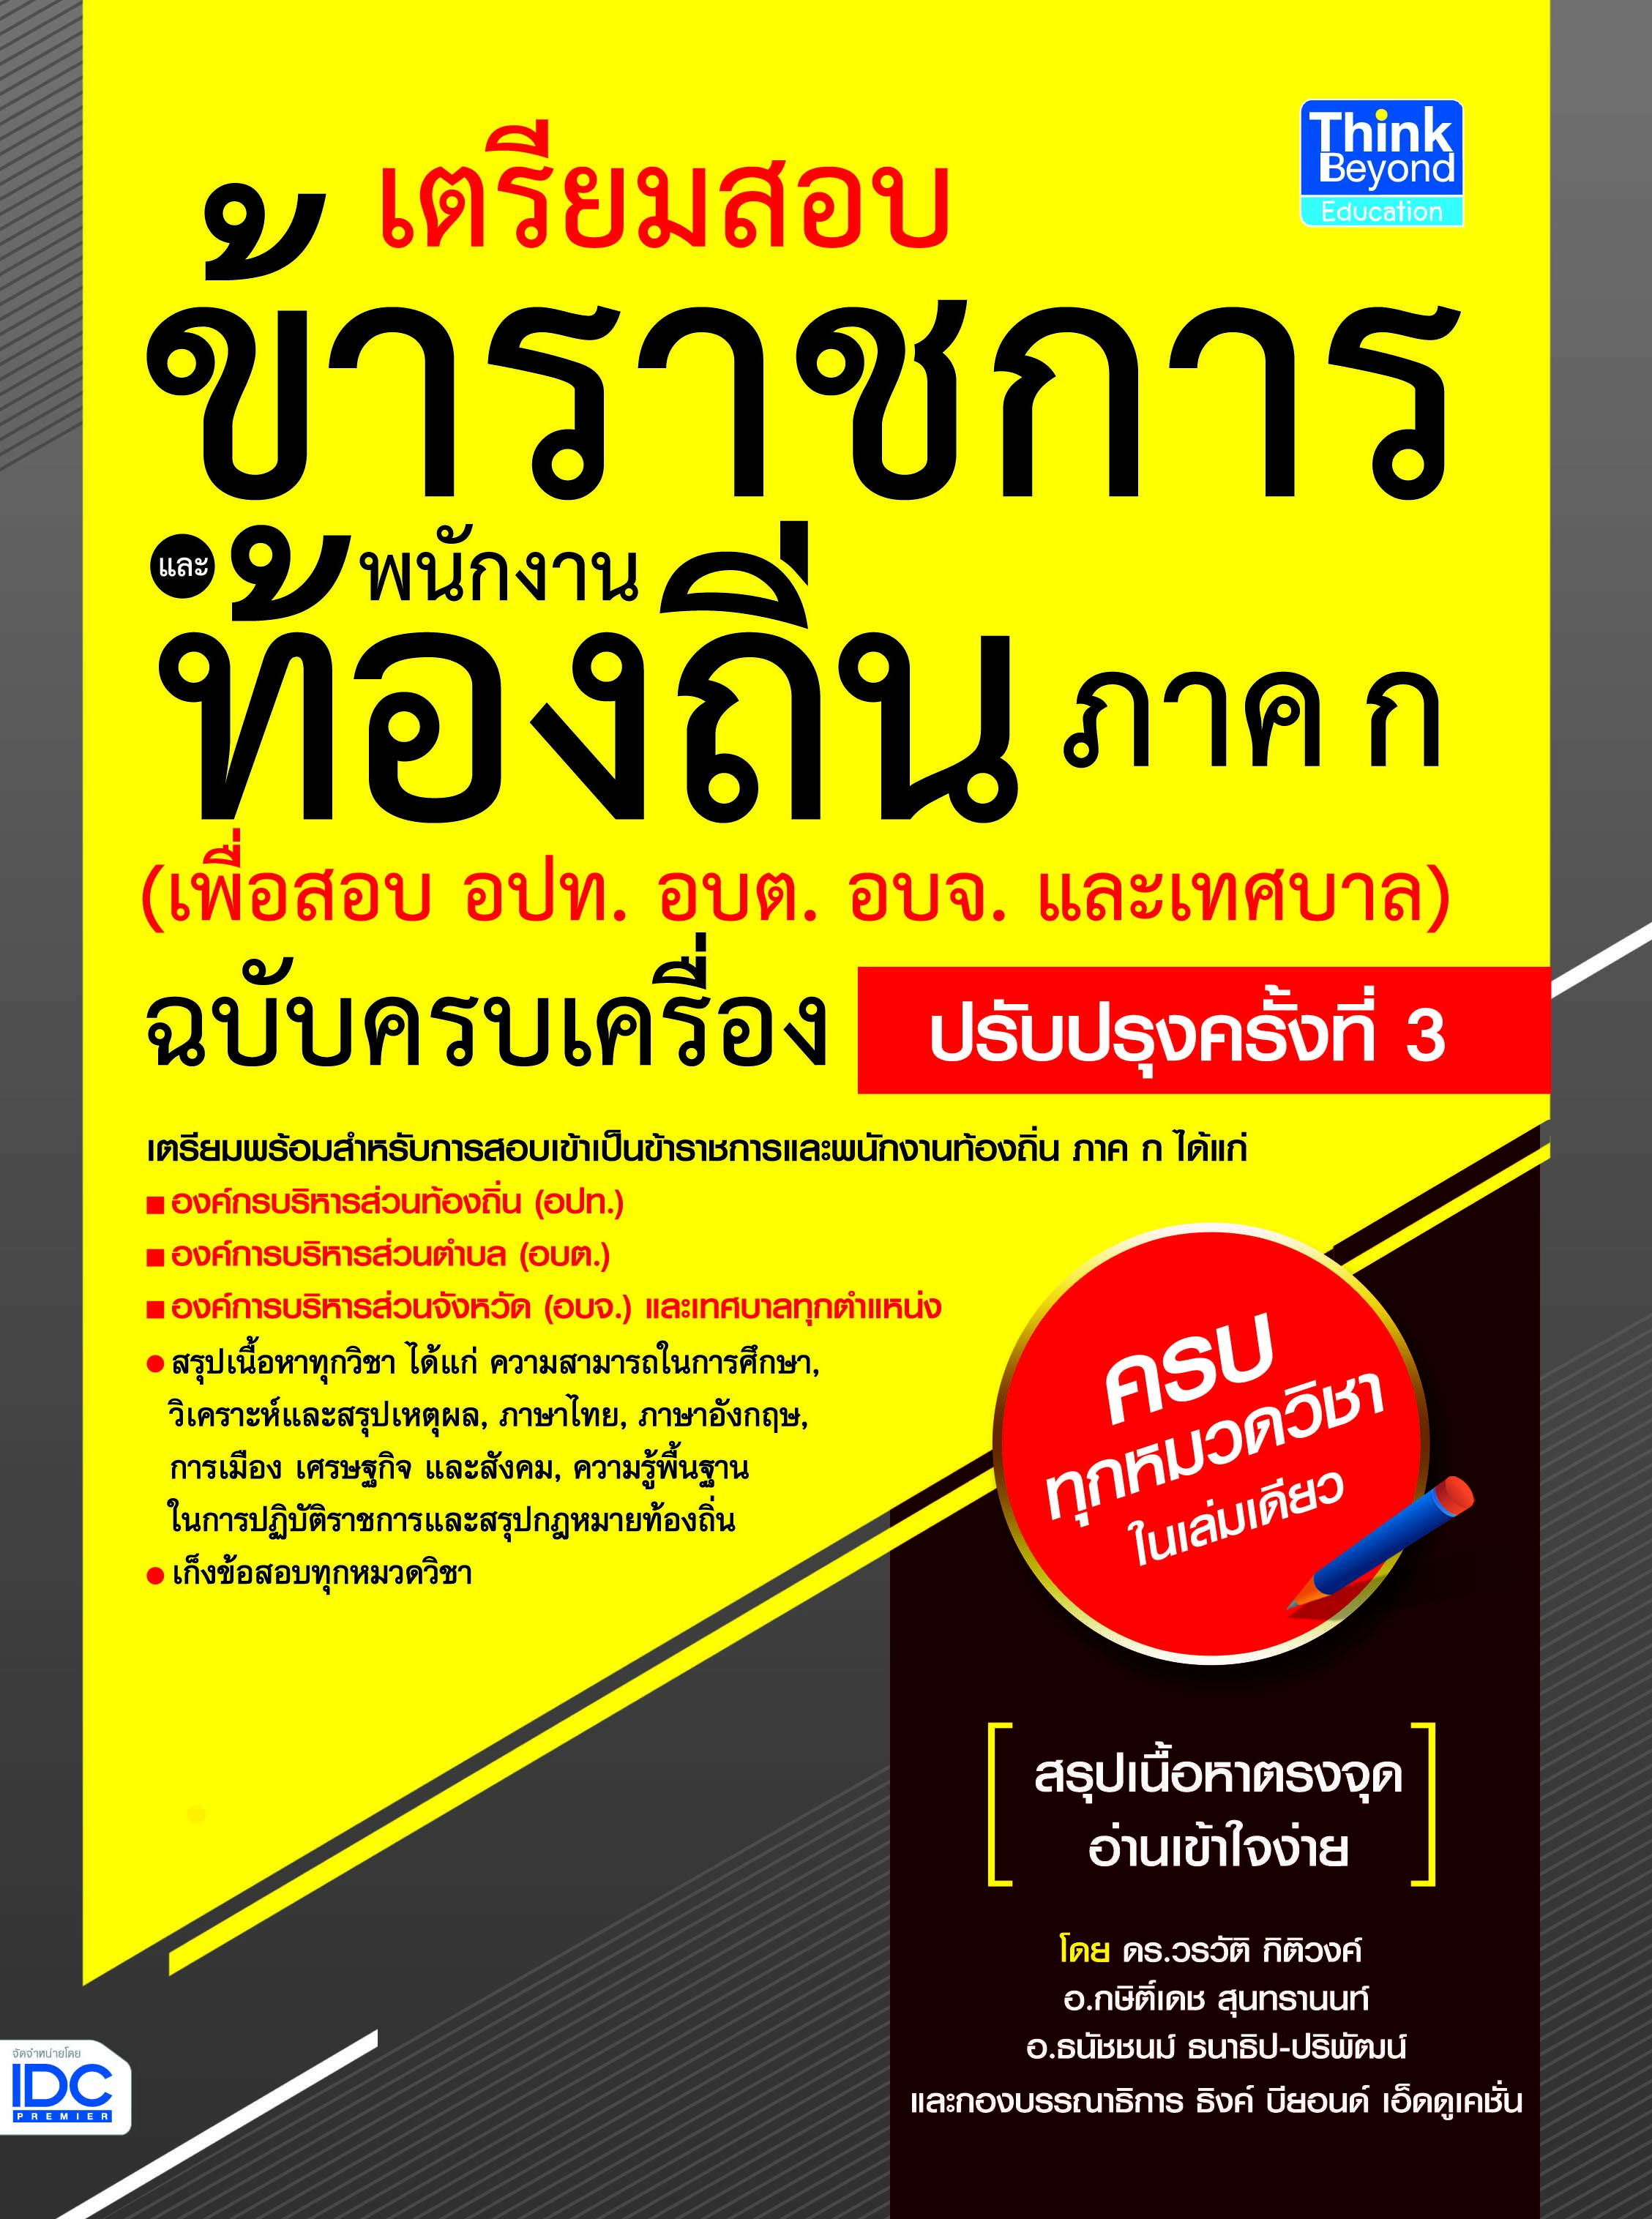 Think
Beyond
Education
เตรียมสอบ
ข้าราชการ
และ พนักงาน
ท้องถิ่น ภาค ก
(เพื่อสอบ อปท. อบต. อบจ. และเทศบาล)
ฉบับครบเครื่อง ปรับปรุงครั้งที่ 3
เตรียมพร้อมสำหรับการสอบเข้าเป็นข้าราชการและพนักงานท้องถิ่น ภาค ก ได้แก่
องค์กรบริหารส่วนท้องถิ่น (อปท.)
องค์การบริหารส่วนตำบล (อบต.)
องค์การบริหารส่วนจังหวัด (อบจ.) และเทศบาลทุกตำแหน่ง
สรุปเนื้อหาทุกวิชา ได้แก่ ความสามารถในการศึกษา,
วิเคราะห์และสรุปเหตุผล, ภาษาไทย, ภาษาอังกฤษ,
การเมือง เศรษฐกิจ และสังคม, ความรู้พื้นฐาน
ในการปฏิบัติราชการและสรุปกฎหมายท้องถิ่น
เก็งข้อสอบทุกหมวดวิชา
ครบ
ทุกหมวดวิชา
ในเล่มเดียว
สรุปเนื้อหาตรงจุด
อ่านเข้าใจง่าย
โดย ดร.วรวัติ กิติวงค์
อ.กษิติ์เดช สุนทรานนท์
อ.ธนัชชนม์ ธนาธิป-ปริพัฒน์
และกองบรรณาธิการ ธิงค์ บียอนด์ เอ็ดดูเคชั่น
จัดจำหน่ายโดย
IDC
PREMIER